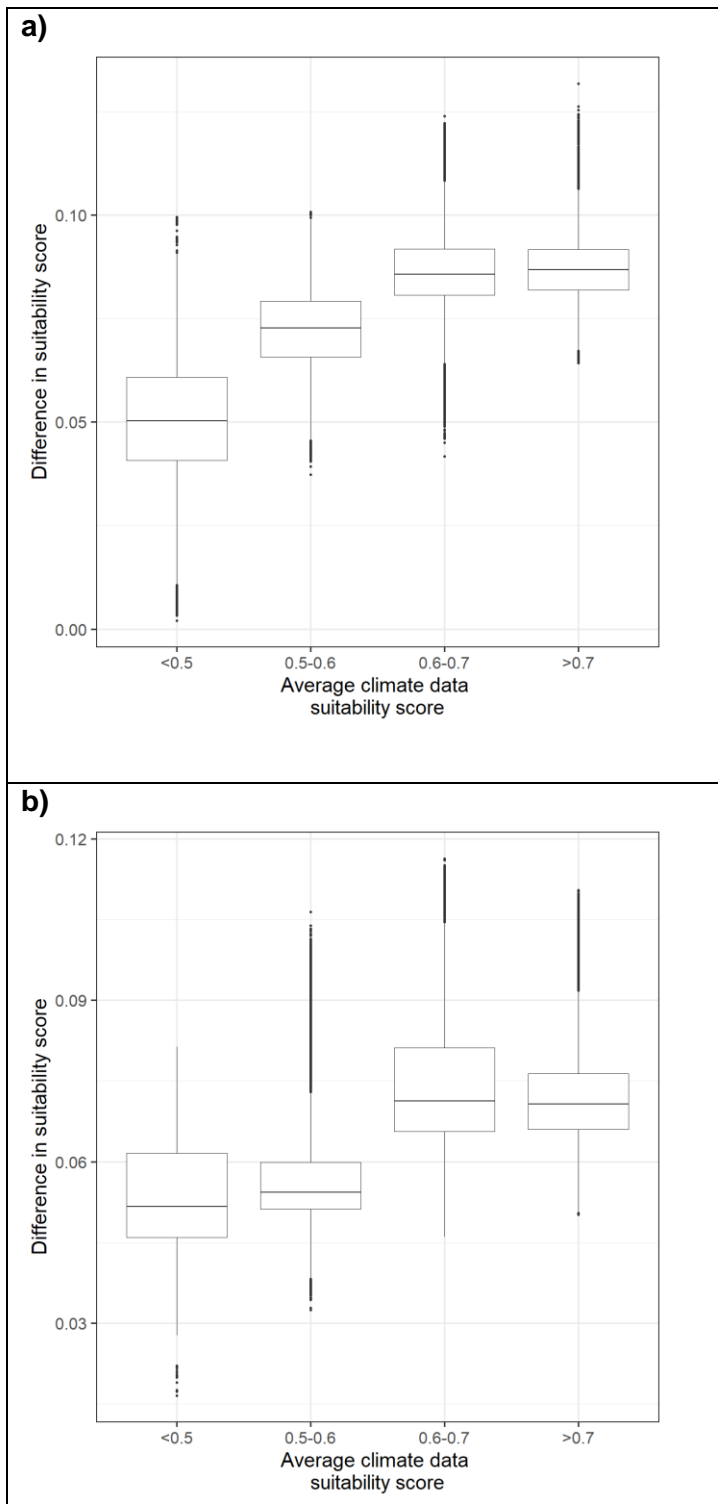 a)
Difference in suitability score
0.10
0.05
0.00
<0.5 0.5-0.6 0.6-0.7 >0.7
Average climate data
suitability score
b)
Difference in suitability score
0.12
0.09
0.06
0.03
<0.5 0.5-0.6 0.6-0.7 >0.7
Average climate data
suitability score